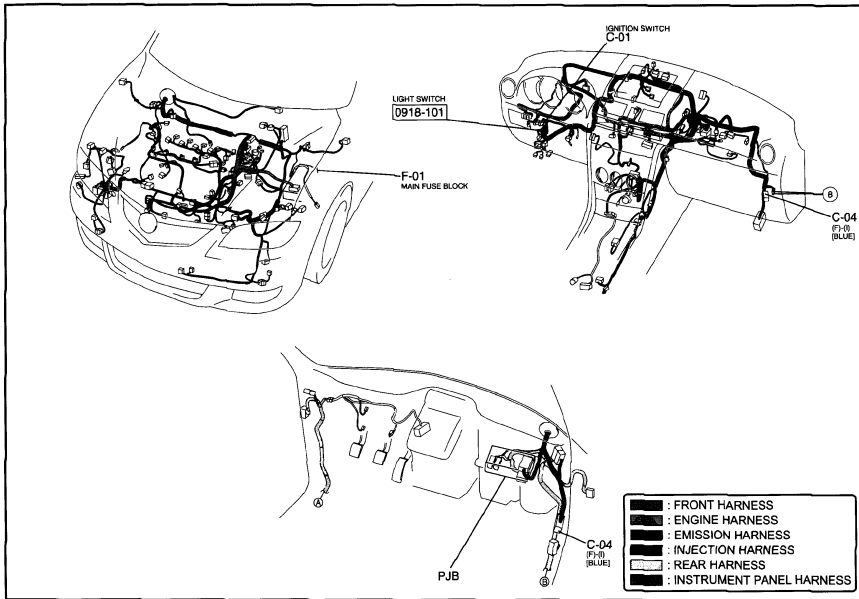 IGNITION SWITCH
C-01
LIGHT SWITCH
0918-101
F-01
MAIN FUSE BLOCK
8
C-04
(F)-(I)
[BLUE]
A
PJB
C-04
(F)-(I)
[BLUE]
B
: FRONT HARNESS
: ENGINE HARNESS
: EMISSION HARNESS
: INJECTION HARNESS
: REAR HARNESS
: INSTRUMENT PANEL HARNESS